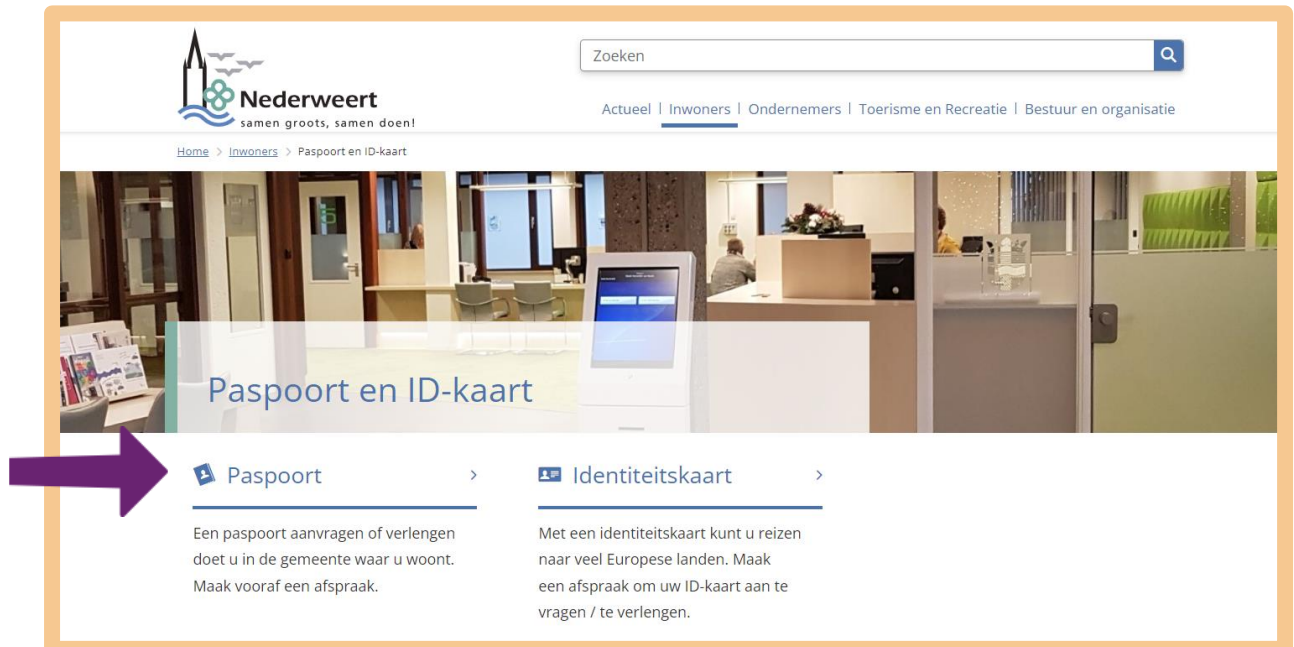 Nederweert
samen groots, samen doen!
Zoeken
Actueel | Inwoners | Ondernemers | Toerisme en Recreatie | Bestuur en organisatie
Home > Inwoners > Paspoort en ID-kaart
Paspoort en ID-kaart
Paspoort >
Een paspoort aanvragen of verlengen
doet u in de gemeente waar u woont.
Maak vooraf een afspraak.
Identiteitskaart >
Met een identiteitskaart kunt u reizen
naar veel Europese landen. Maak
een afspraak om uw ID-kaart aan te
vragen / te verlengen.